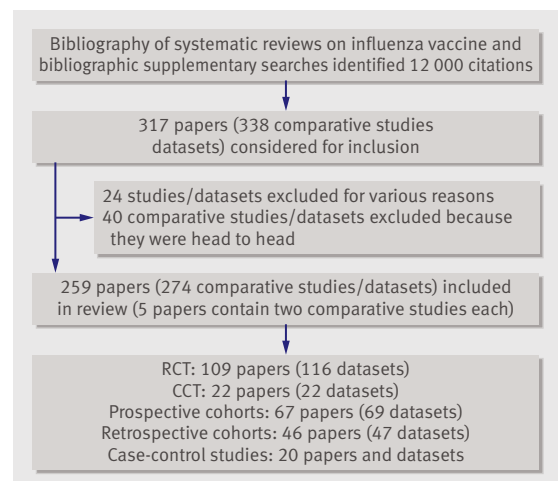 Bibliography of systematic reviews on influenza vaccine and
bibliographic supplementary searches identified 12 000 citations
317 papers (338 comparative studies
datasets) considered for inclusion
24 studies/datasets excluded for various reasons
40 comparative studies/datasets excluded because
they were head to head
259 papers (274 comparative studies/datasets) included
in review (5 papers contain two comparative studies each)
RCT: 109 papers (116 datasets)
CCT: 22 papers (22 datasets)
Prospective cohorts: 67 papers (69 datasets)
Retrospective cohorts: 46 papers (47 datasets)
Case-control studies: 20 papers and datasets